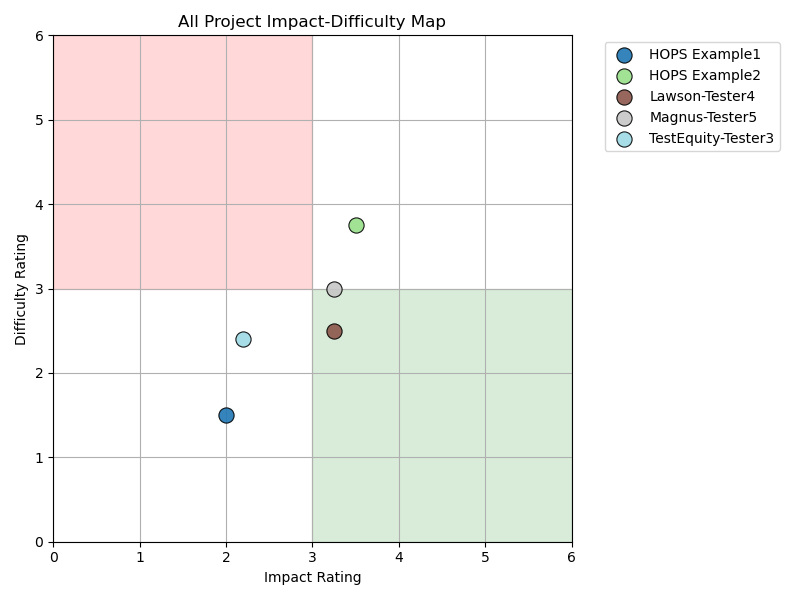 All Project Impact-Difficulty Map
6
5
4
3
2
1
0
Difficulty Rating
0 1 2 3 4 5 6
Impact Rating
HOPS Example1
HOPS Example2
Lawson-Tester4
Magnus-Tester5
TestEquity-Tester3